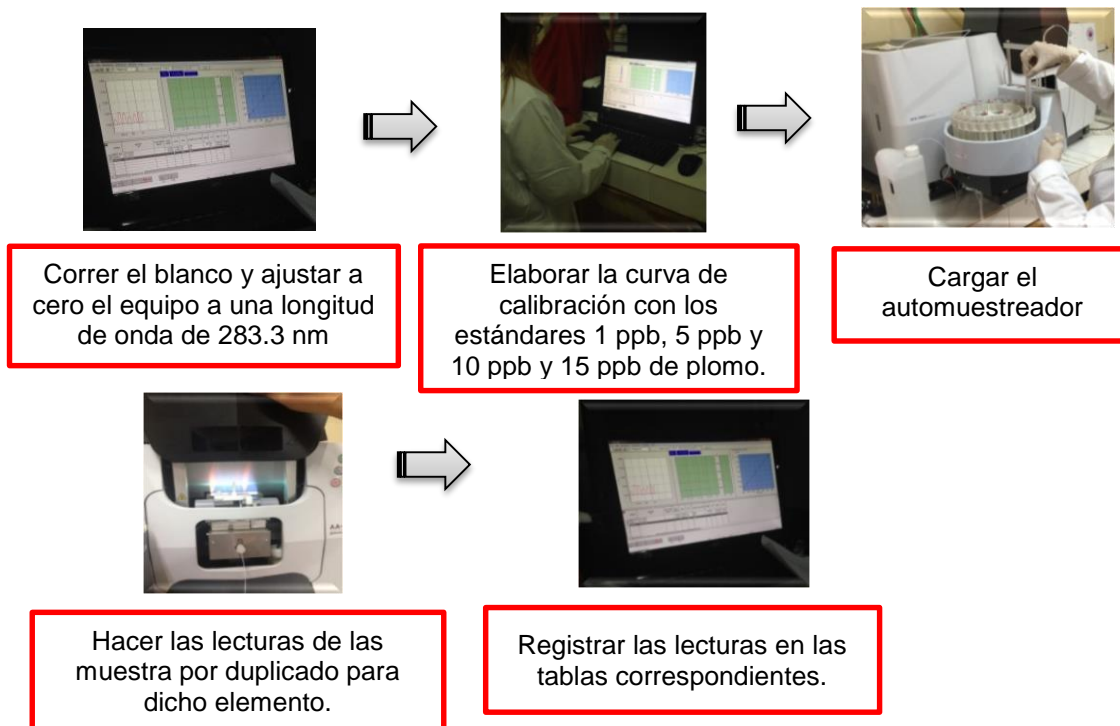 Correr el blanco y ajustar a
cero el equipo a una longitud
de onda de 283.3 nm
Elaborar la curva de
calibración con los
estándares 1 ppb, 5 ppb y
10 ppb y 15 ppb de plomo.
Cargar el
automuestreador
Hacer las lecturas de las
muestra por duplicado para
dicho elemento.
Registrar las lecturas en las
tablas correspondientes.